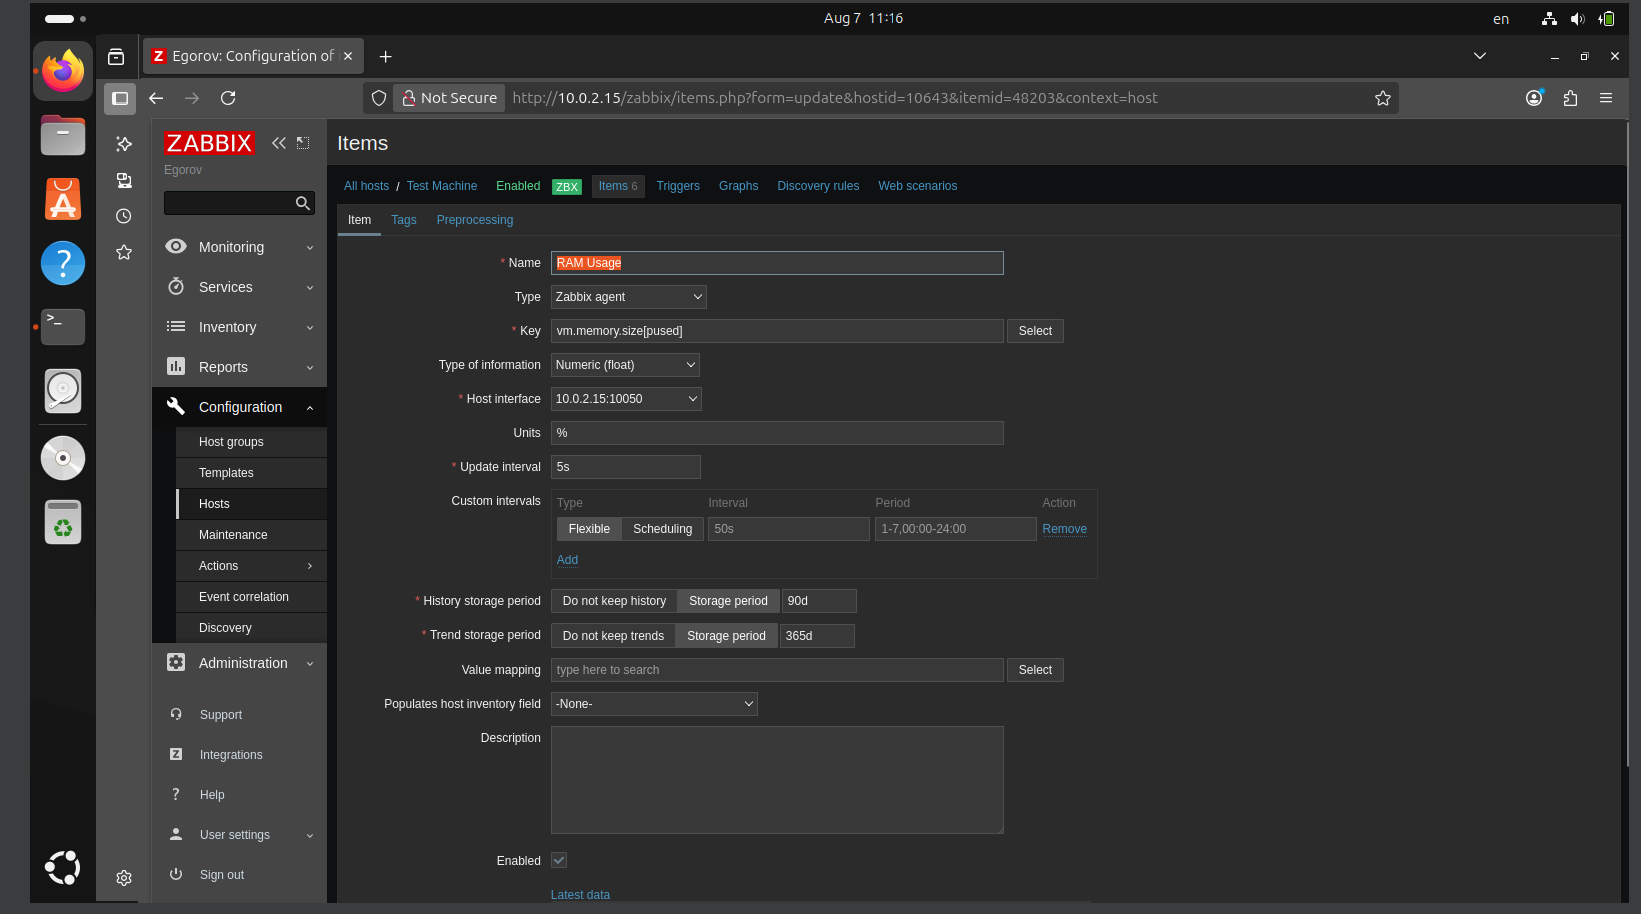 Aug 7 11:16
en
Egorov: Configuration of
Not Secure
http://10.0.2.15/zabbix/items.php?form=update&hostid=10643&itemid=48203&context=host
ZABBIX
Egorov
Monitoring
Services
Inventory
Reports
Configuration
Host groups
Templates
Hosts
Maintenance
Actions
Event correlation
Discovery
Administration
Support
Integrations
Help
User settings
Sign out
Items
All hosts / Test Machine Enabled ZBX Items 6 Triggers Graphs Discovery rules Web scenarios
Item Tags Preprocessing
* Name RAM Usage
Type Zabbix agent
* Key vm.memory.size[pused] Select
Type of information Numeric (float)
* Host interface 10.0.2.15:10050
Units %
* Update interval 5s
Custom intervals Type Interval Period Action
Flexible Scheduling 50s 1-7,00:00-24:00 Remove
Add
* History storage period Do not keep history Storage period 90d
* Trend storage period Do not keep trends Storage period 365d
Value mapping type here to search Select
Populates host inventory field -None-
Description
Enabled
Latest data